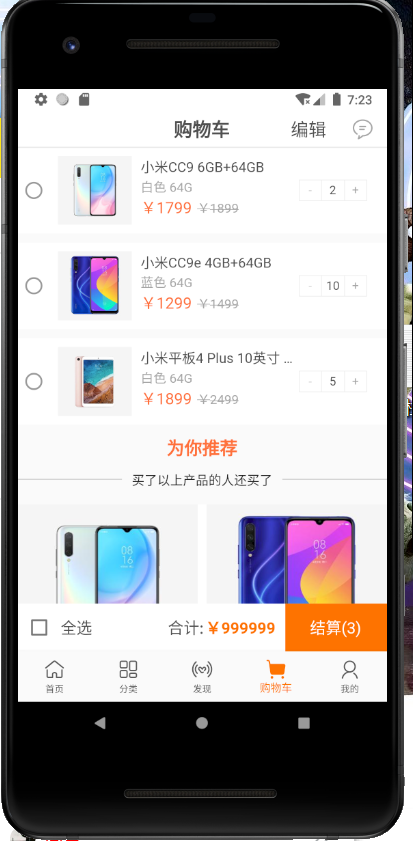 7:23
购物车 编辑
小米CC9 6GB+64GB
白色 64G
￥1799 ￥1899
- 2 +
小米CC9e 4GB+64GB
蓝色 64G
￥1299 ￥1499
- 10 +
小米平板4 Plus 10英寸 ...
白色 64G
￥1899 ￥2499
- 5 +
为你推荐
买了以上产品的人还买了
08
16
全选 合计:￥999999 结算(3)
首页 分类 发现 购物车 我的